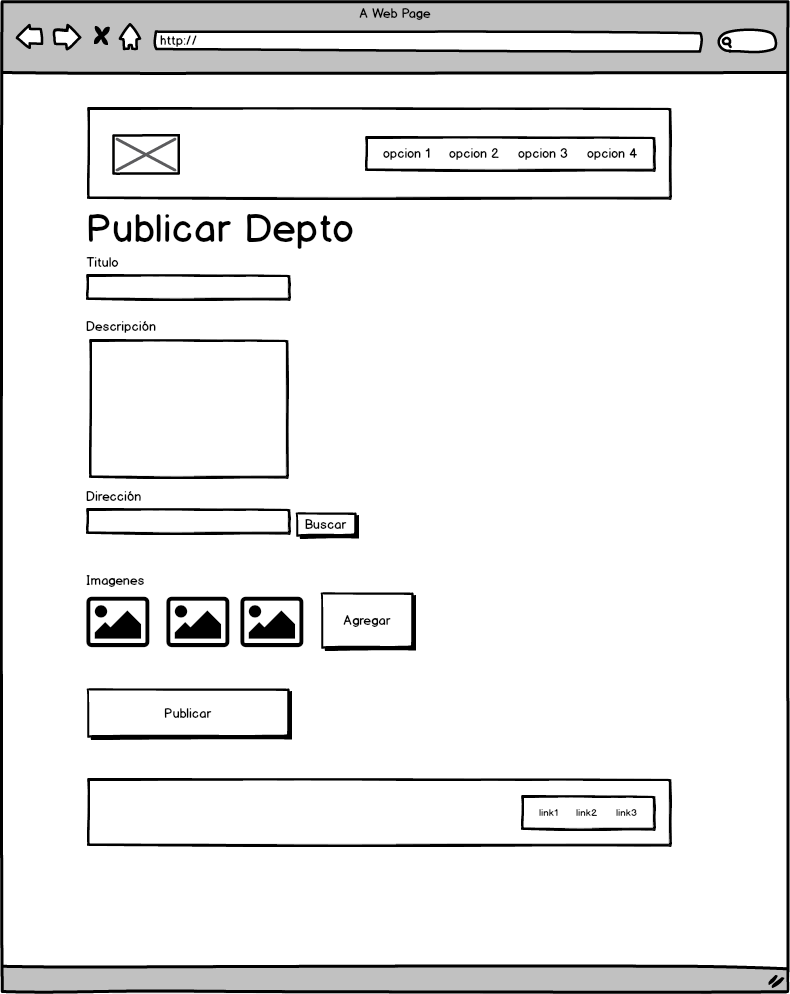 A Web Page
http://
opcion 1 opcion 2 opcion 3 opcion 4
Publicar Depto
Titulo
Descripción
Dirección
Buscar
Imagenes
Agregar
Publicar
link1 link2 link3